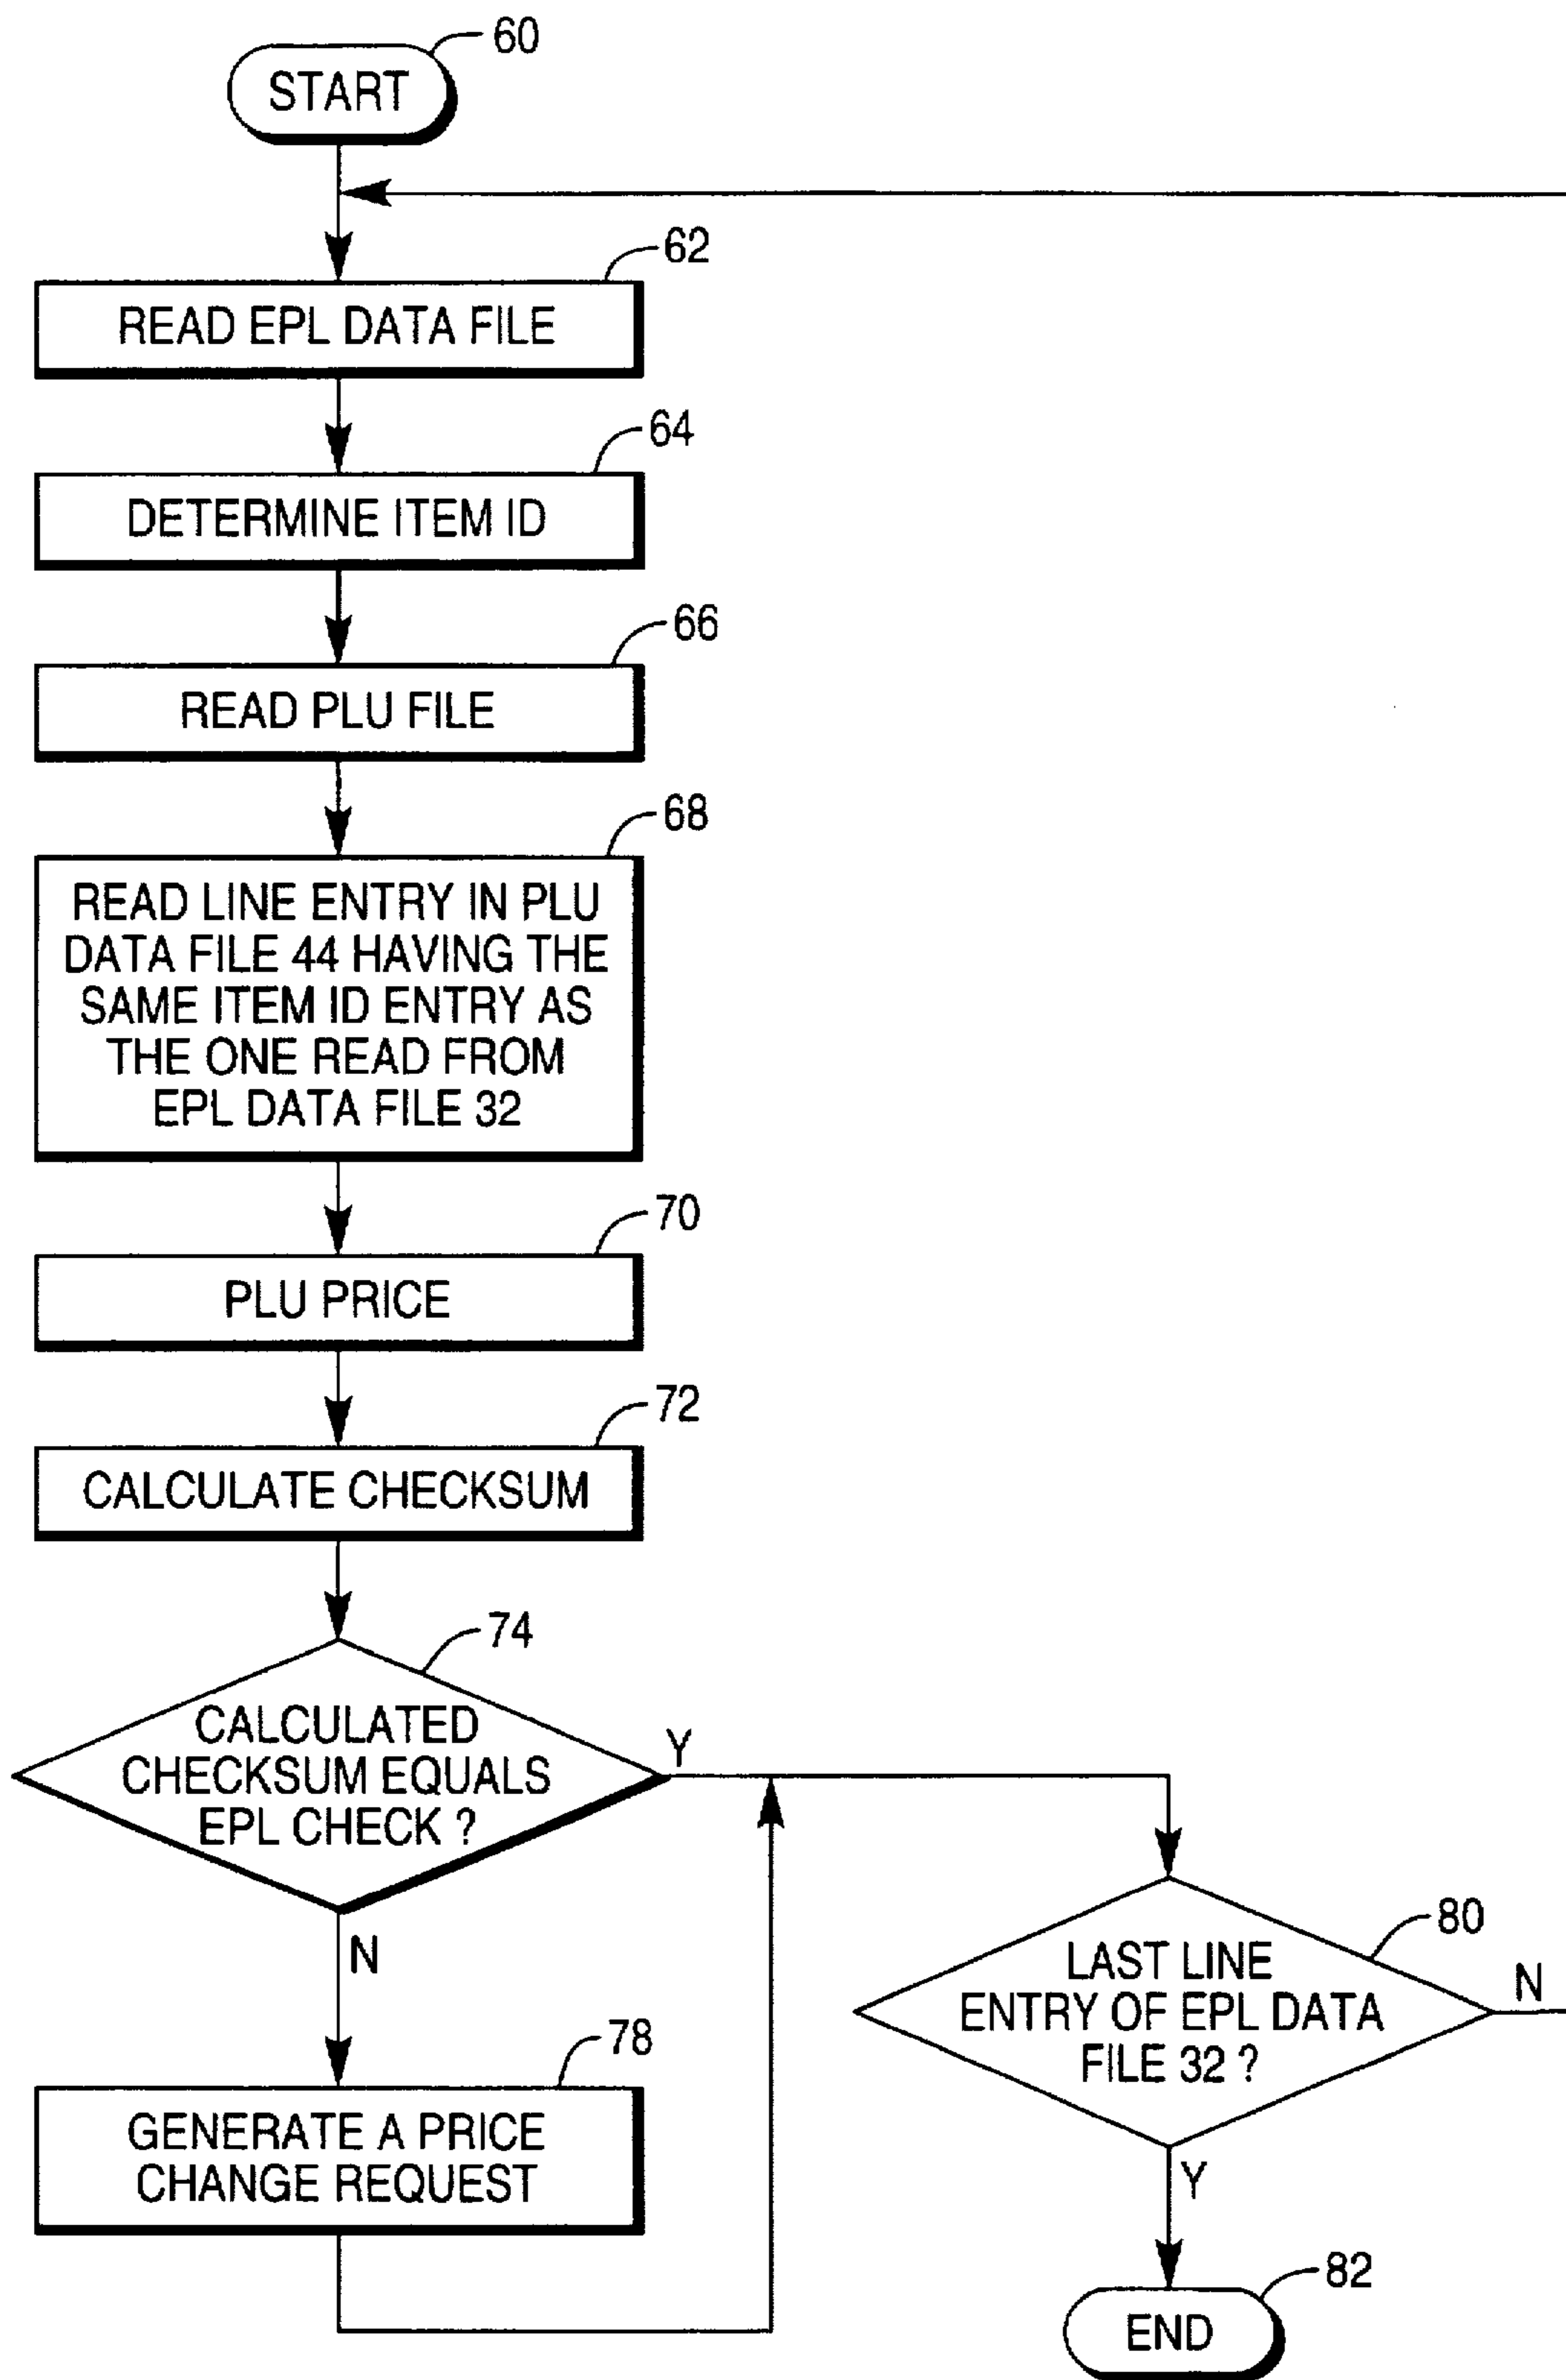 60
START
62
READ EPL DATA FILE
64
DETERMINE ITEM ID
66
READ PLU FILE
68
READ LINE ENTRY IN PLU
DATA FILE 44 HAVING THE
SAME ITEM ID ENTRY AS
THE ONE READ FROM
EPL DATA FILE 32
70
PLU PRICE
72
CALCULATE CHECKSUM
74
CALCULATED
CHECKSUM EQUALS
EPL CHECK ?
Y
N
78
GENERATE A PRICE
CHANGE REQUEST
80
LAST LINE
ENTRY OF EPL DATA
FILE 32 ?
N
Y
82
END